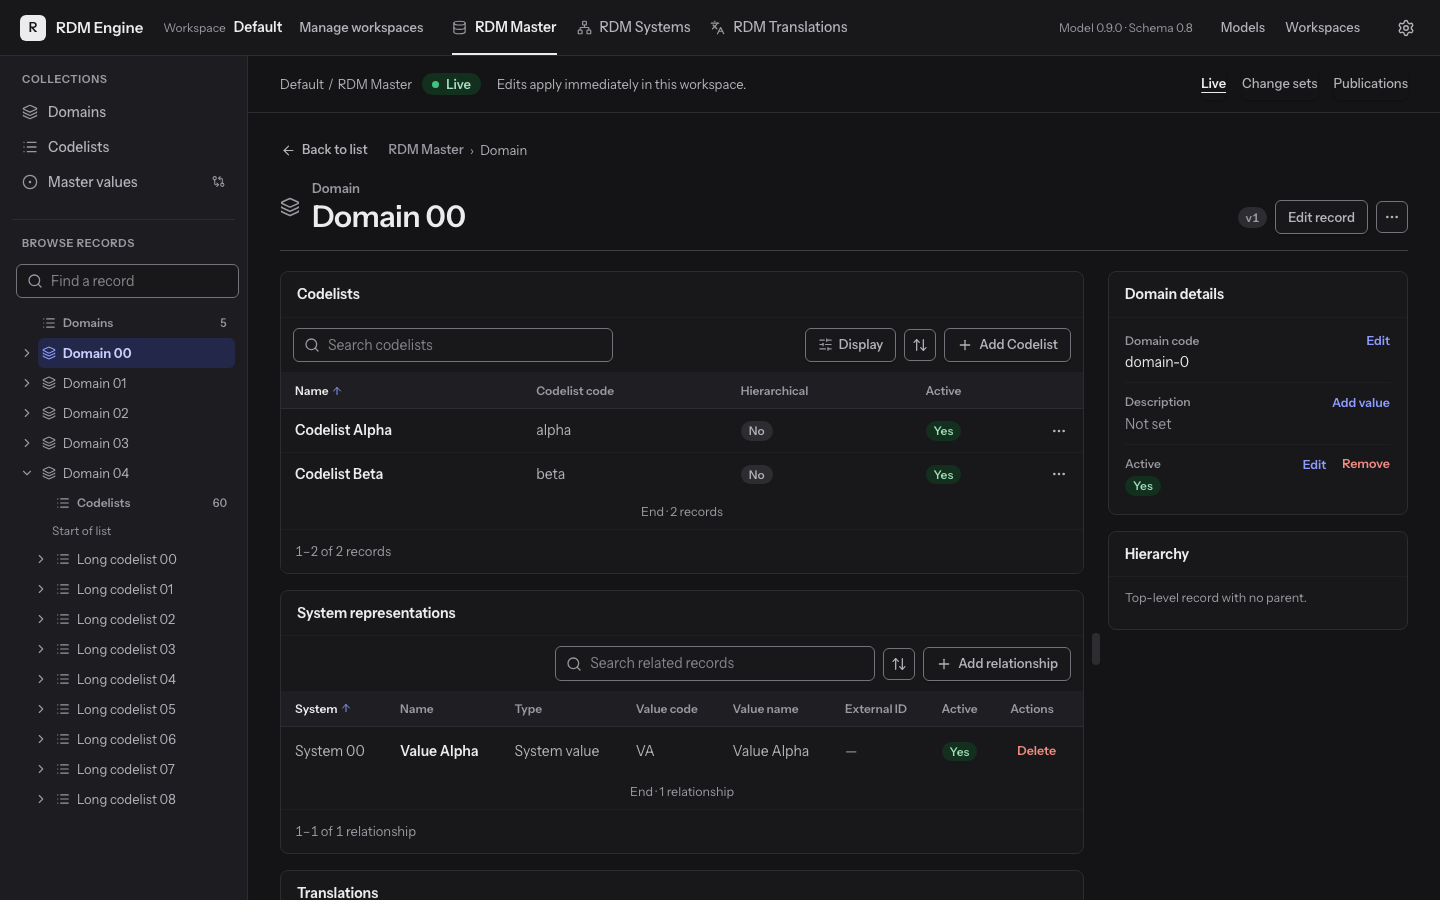 R RDM Engine Workspace Default Manage workspaces RDM Master RDM Systems RDM Translations Model 0.9.0 · Schema 0.8 Models Workspaces
COLLECTIONS
Domains
Codelists
Master values
BROWSE RECORDS
Find a record
Domains 5
Domain 00
Domain 01
Domain 02
Domain 03
Domain 04
Codelists 60
Start of list
Long codelist 00
Long codelist 01
Long codelist 02
Long codelist 03
Long codelist 04
Long codelist 05
Long codelist 06
Long codelist 07
Long codelist 08
Default / RDM Master Live Edits apply immediately in this workspace. Live Change sets Publications
Back to list RDM Master › Domain
Domain
Domain 00 v1 Edit record
Codelists
Search codelists Display Add Codelist
Name Codelist code Hierarchical Active
Codelist Alpha alpha No Yes
Codelist Beta beta No Yes
End · 2 records
1–2 of 2 records
System representations
Search related records Add relationship
System Name Type Value code Value name External ID Active Actions
System 00 Value Alpha System value VA Value Alpha — Yes Delete
End · 1 relationship
1–1 of 1 relationship
Translations
Domain details
Domain code Edit
domain-0
Description Add value
Not set
Active Edit Remove
Yes
Hierarchy
Top-level record with no parent.